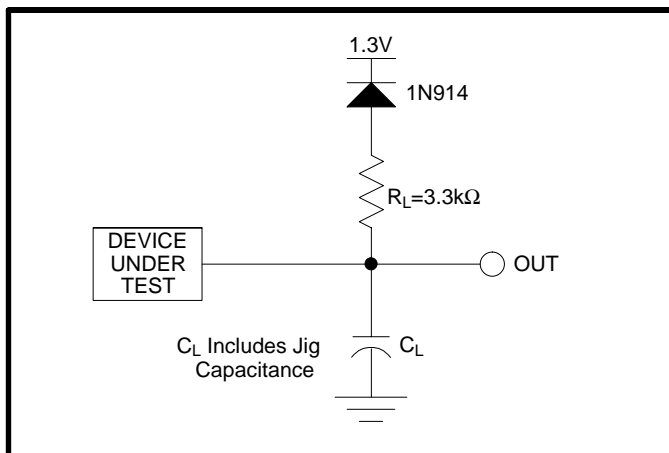 1.3V
1N914
R_L=3.3kΩ
DEVICE
UNDER
TEST
OUT
C_L Includes Jig
Capacitance
C_L